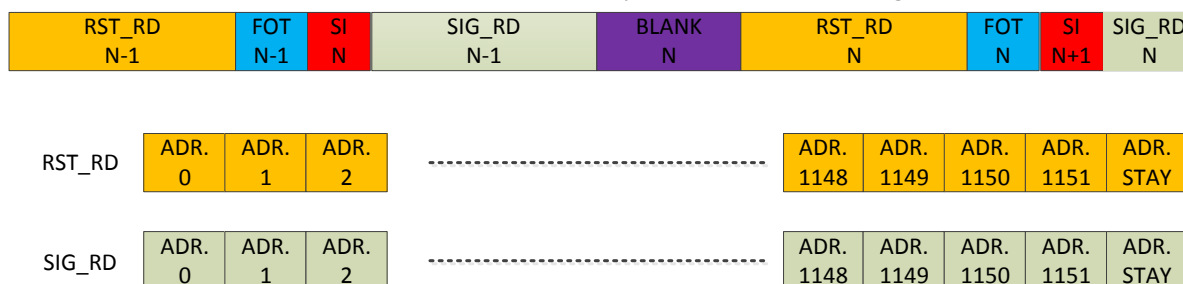 RST_RD FOT SI SIG_RD BLANK RST_RD FOT SI SIG_RD
N-1 N-1 N N-1 N N N N+1 N
ADR. ADR. ADR. ADR. ADR. ADR. ADR. ADR.
RST_RD
0 1 2 1148 1149 1150 1151 STAY
ADR. ADR. ADR. ADR. ADR. ADR. ADR. ADR.
SIG_RD
0 1 2 1148 1149 1150 1151 STAY